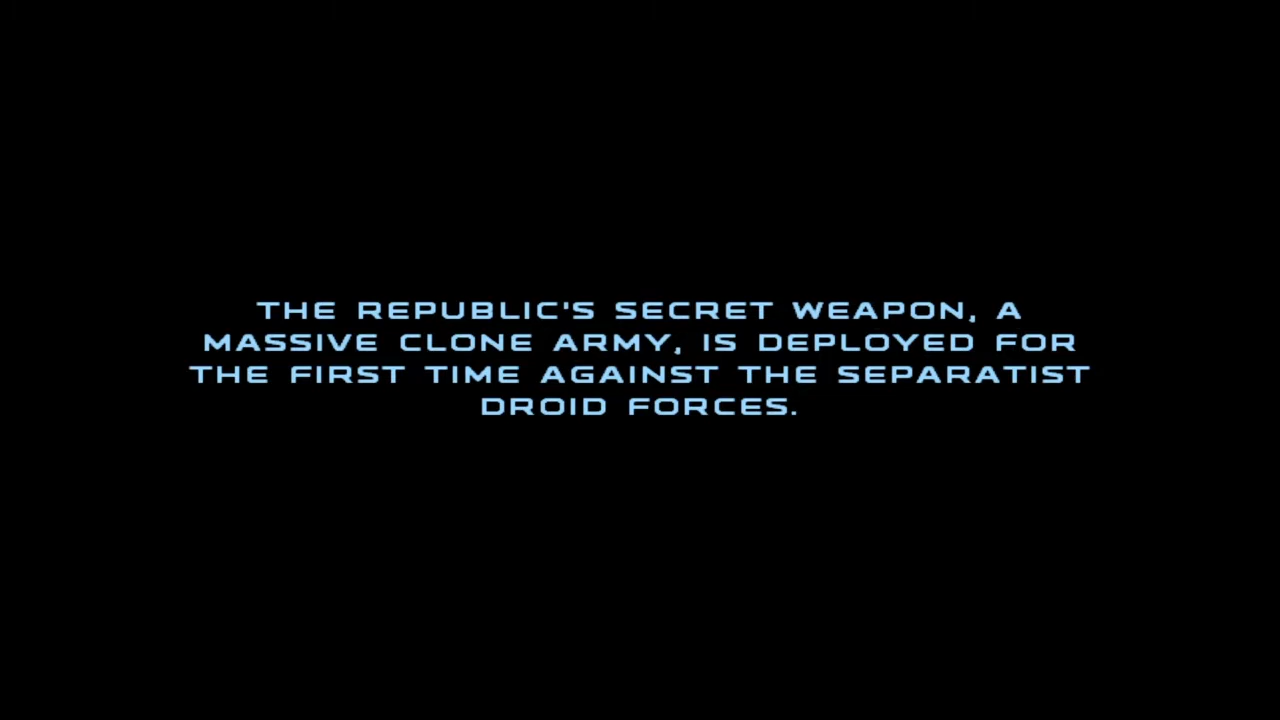 THE REPUBLIC'S SECRET WEAPON, A
MASSIVE CLONE ARMY, IS DEPLOYED FOR
THE FIRST TIME AGAINST THE SEPARATIST
DROID FORCES.